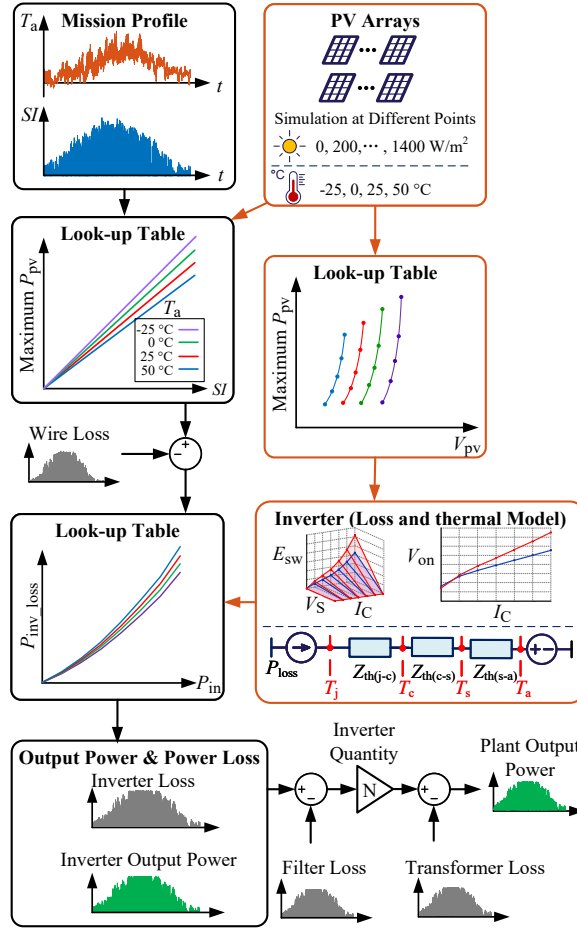 Mission Profile
Ta
t
SI
t
PV Arrays
Simulation at Different Points
0, 200,··· , 1400 W/m²
°C
-25, 0, 25, 50 °C
Look-up Table
Maximum Ppv
Ta
-25 °C
0 °C
25 °C
50 °C
SI
Look-up Table
Maximum Ppv
Vpv
Wire Loss
+
−
Look-up Table
Pinv_loss
Pin
Inverter (Loss and thermal Model)
Esw
VS
IC
Von
IC
Ploss
Zth(j-c)
Zth(c-s)
Zth(s-a)
Tj
Tc
Ts
Ta
Output Power & Power Loss
Inverter Loss
Inverter Output Power
Inverter
Quantity
+
−
N
+
−
Plant Output
Power
Filter Loss
Transformer Loss